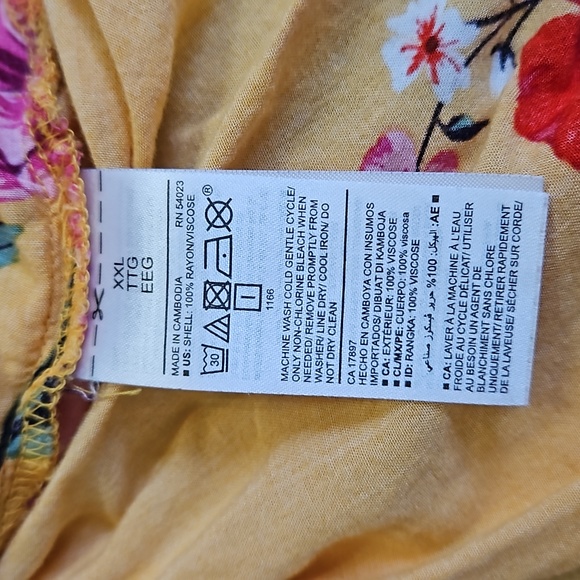 XXL
TTG
EEG
MADE IN CAMBODIA RN 54023
■ US: SHELL: 100% RAYON/VISCOSE
30
®
1166
MACHINE WASH COLD GENTLE CYCLE/
ONLY NON-CHLORINE BLEACH WHEN
NEEDED/ REMOVE PROMPTLY FROM
WASHER/ LINE DRY/ COOL IRON/ DO
NOT DRY CLEAN
CA 17897
HECHO EN CAMBOYA CON INSUMOS
IMPORTADOS/ DIBUAT DI KAMBOJA
■ CA: EXTÉRIEUR: 100% VISCOSE
■ CL/MX/PE: CUERPO: 100% viscosa
■ ID: RANGKA: 100% VISCOSE
■ AE: الهيكل: 100% حرير فيسكوز صناعي
■ CA: LAVER À LA MACHINE À L'EAU
FROIDE AU CYCLE DÉLICAT/ UTILISER
AU BESOIN UN AGENT DE
BLANCHIMENT SANS CHLORE
UNIQUEMENT/ RETIRER RAPIDEMENT
DE LA LAVEUSE/ SÉCHER SUR CORDE/